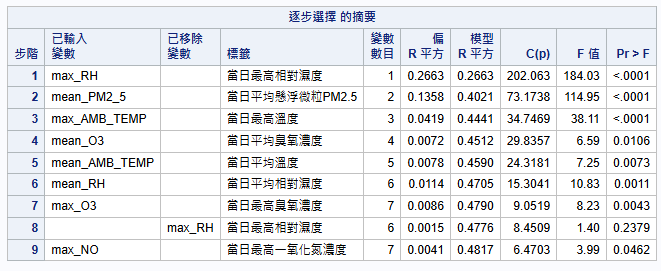 逐步選擇 的摘要
步階 已輸入變數 已移除變數 標籤 變數數目 偏 R 平方 模型 R 平方 C(p) F 值 Pr > F
1 max_RH 當日最高相對濕度 1 0.2663 0.2663 202.063 184.03 <.0001
2 mean_PM2_5 當日平均懸浮微粒PM2.5 2 0.1358 0.4021 73.1738 114.95 <.0001
3 max_AMB_TEMP 當日最高溫度 3 0.0419 0.4441 34.7469 38.11 <.0001
4 mean_O3 當日平均臭氧濃度 4 0.0072 0.4512 29.8357 6.59 0.0106
5 mean_AMB_TEMP 當日平均溫度 5 0.0078 0.4590 24.3181 7.25 0.0073
6 mean_RH 當日平均相對濕度 6 0.0114 0.4705 15.3041 10.83 0.0011
7 max_O3 當日最高臭氧濃度 7 0.0086 0.4790 9.0519 8.23 0.0043
8 max_RH 當日最高相對濕度 6 0.0015 0.4776 8.4509 1.40 0.2379
9 max_NO 當日最高一氧化氮濃度 7 0.0041 0.4817 6.4703 3.99 0.0462